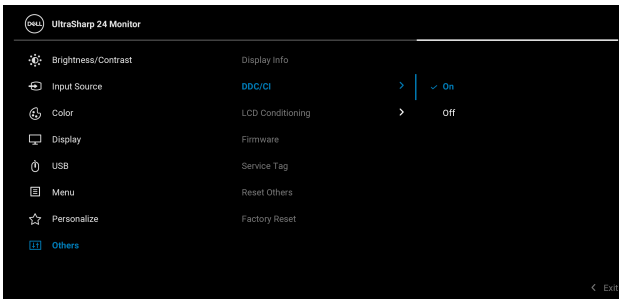 DELL UltraSharp 24 Monitor
Brightness/Contrast Display Info
Input Source DDC/CI On
Color LCD Conditioning Off
Display Firmware
USB Service Tag
Menu Reset Others
Personalize Factory Reset
Others
Exit